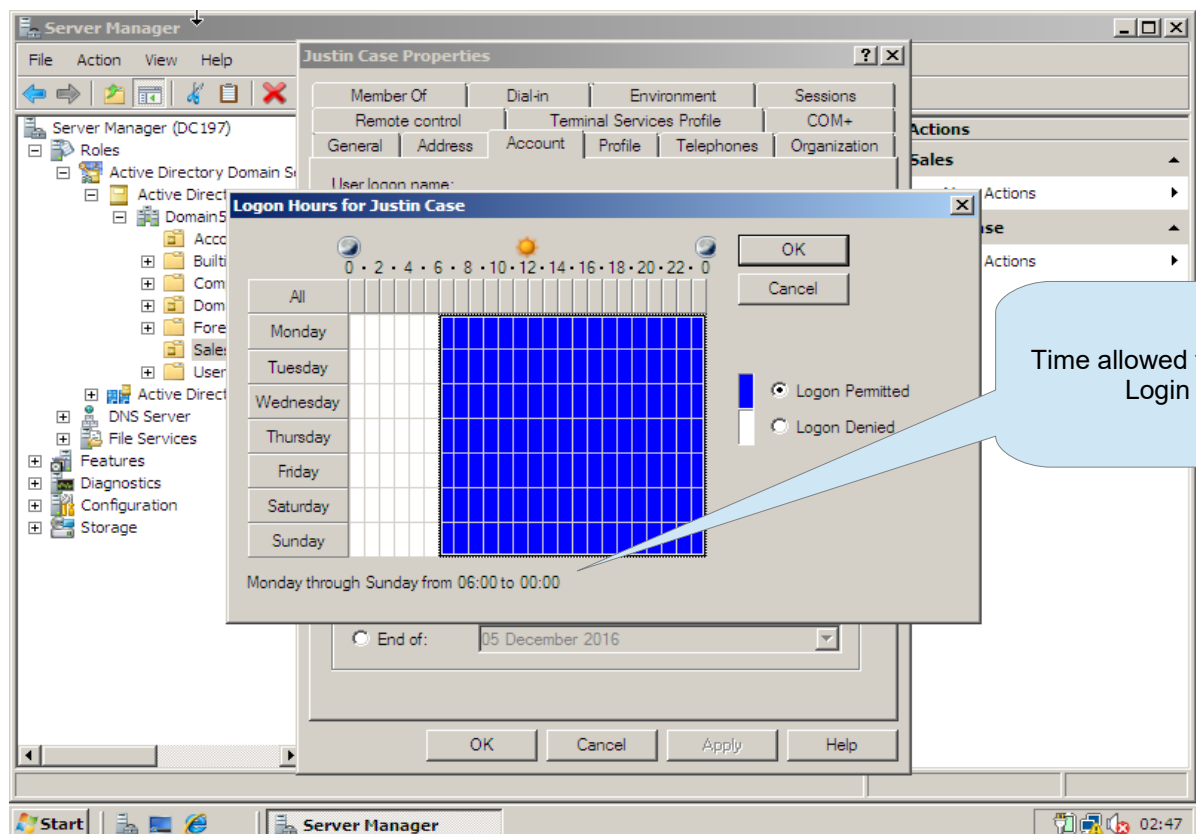 Server Manager
File Action View Help
Justin Case Properties
Member Of Dial-in Environment Sessions
Remote control Terminal Services Profile COM+
General Address Account Profile Telephones Organization
User logon name:
Server Manager (DC197)
Roles
Active Directory Domain Se
Active Direct
Domain5
Acco
Builti
Com
Dom
Fore
Sales
User
Active Direct
DNS Server
File Services
Features
Diagnostics
Configuration
Storage
Logon Hours for Justin Case
0 · 2 · 4 · 6 · 8 · 10 · 12 · 14 · 16 · 18 · 20 · 22 · 0
All
Monday
Tuesday
Wednesday
Thursday
Friday
Saturday
Sunday
OK
Cancel
Logon Permitted
Logon Denied
Monday through Sunday from 06:00 to 00:00
End of: 05 December 2016
OK Cancel Apply Help
Actions
Sales
Actions
se
Actions
Time allowed
Login
Start Server Manager 02:47